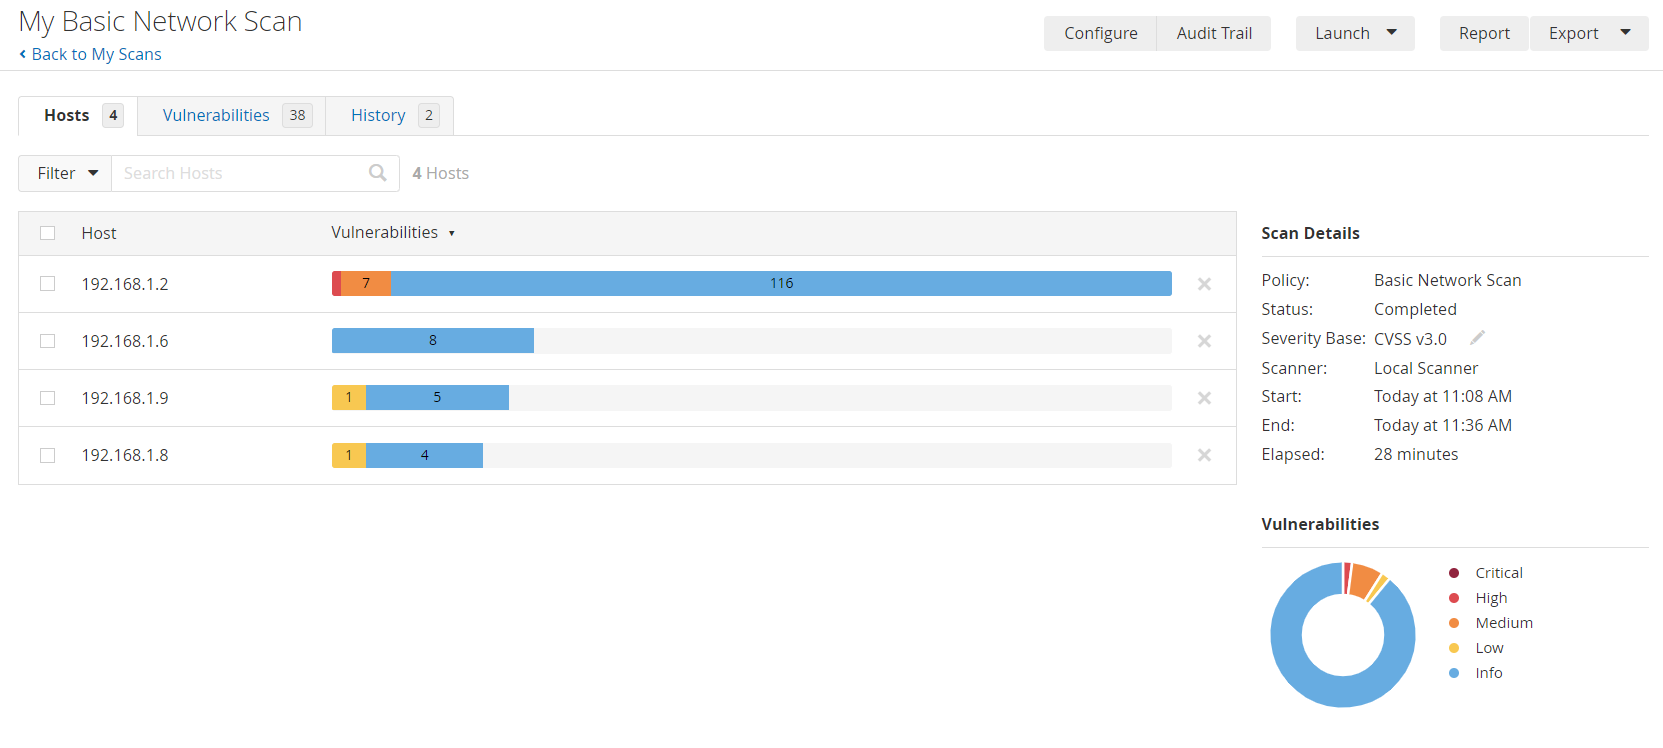 My Basic Network Scan
Back to My Scans
Configure Audit Trail Launch Report Export
Hosts 4 Vulnerabilities 38 History 2
Filter Search Hosts 4 Hosts
Host Vulnerabilities
192.168.1.2 7 116
192.168.1.6 8
192.168.1.9 1 5
192.168.1.8 1 4
Scan Details
Policy: Basic Network Scan
Status: Completed
Severity Base: CVSS v3.0
Scanner: Local Scanner
Start: Today at 11:08 AM
End: Today at 11:36 AM
Elapsed: 28 minutes
Vulnerabilities
Critical
High
Medium
Low
Info